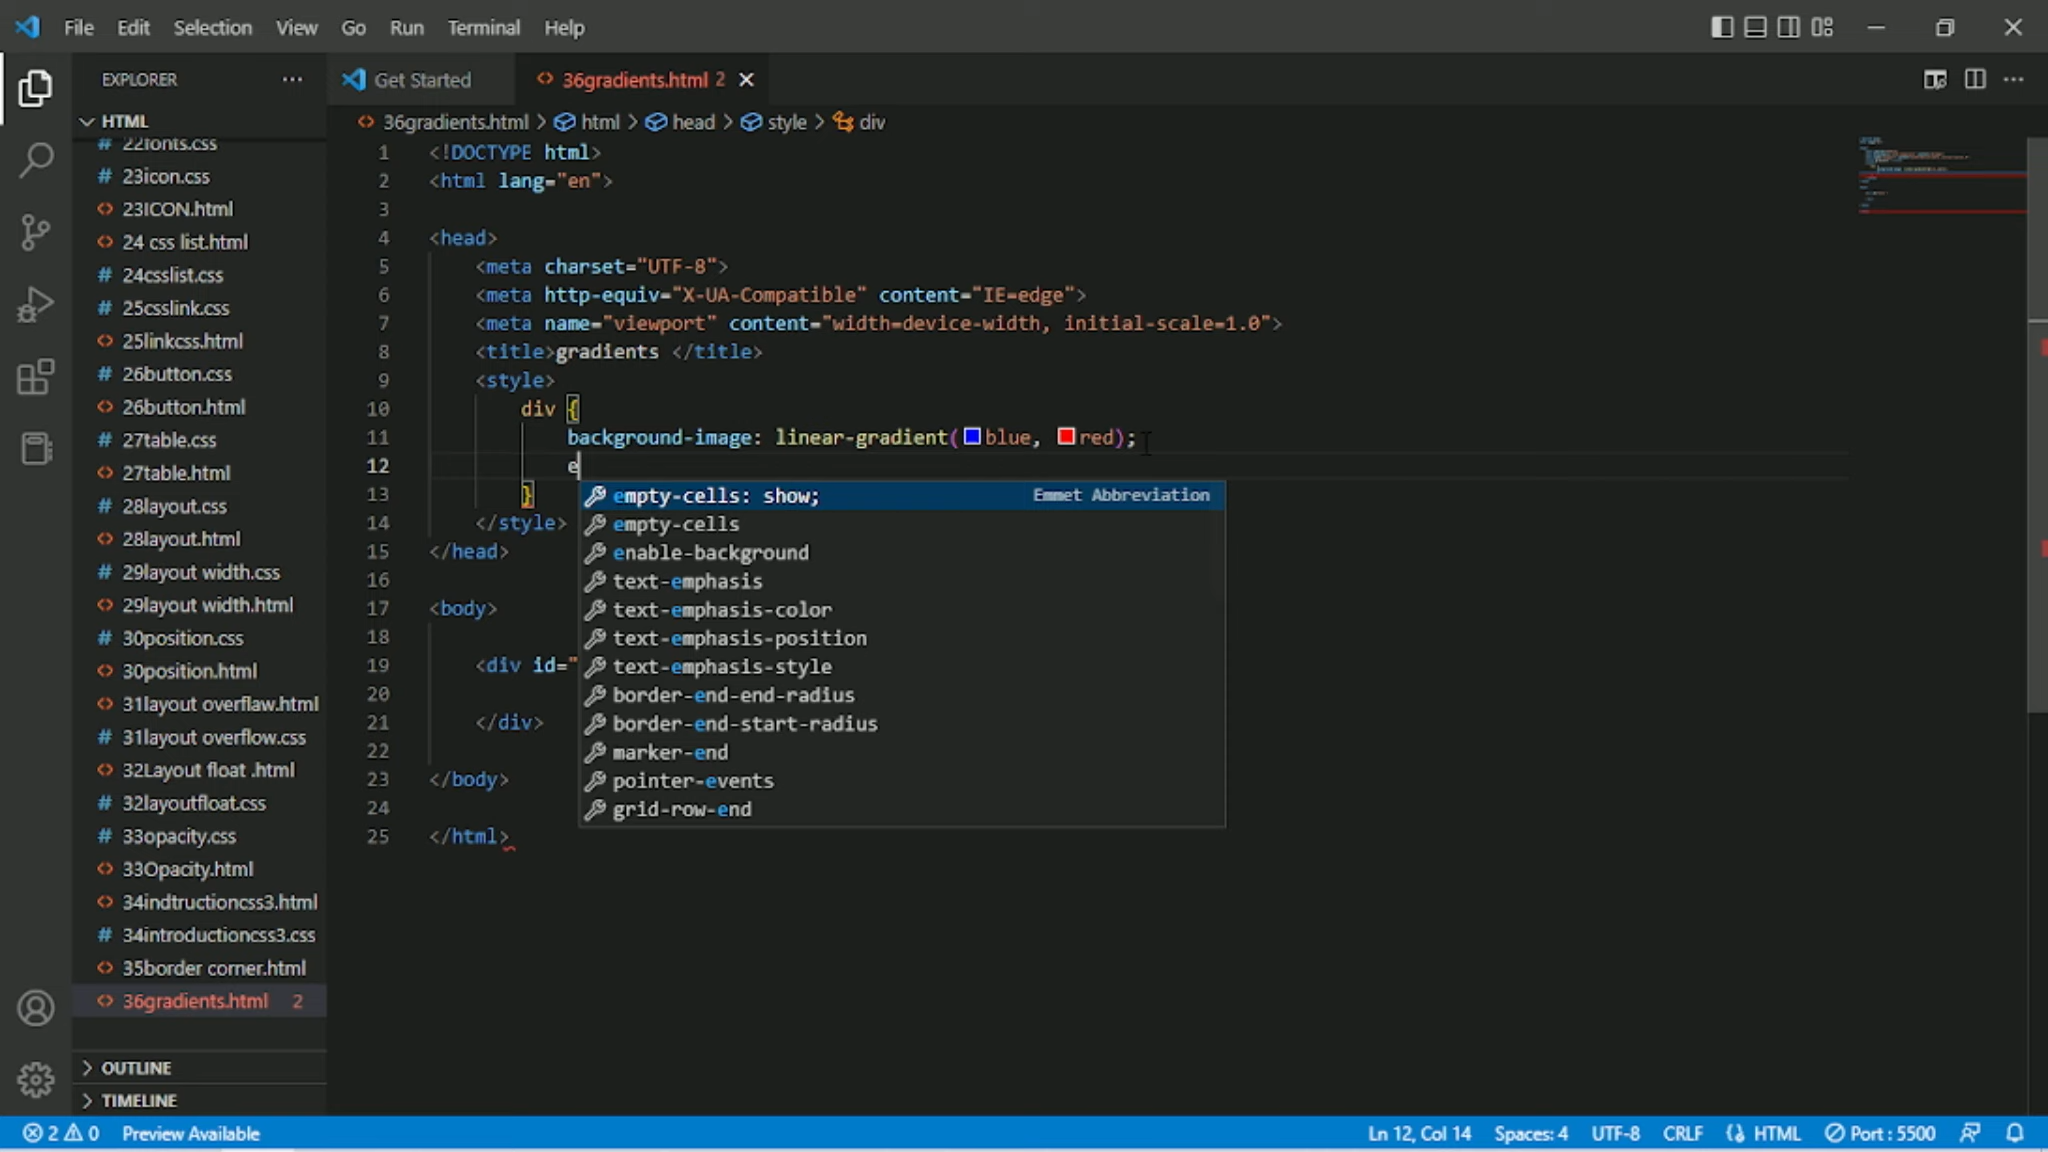 File Edit Selection View Go Run Terminal Help
EXPLORER ···
Get Started
36gradients.html 2
HTML
36gradients.html > html > head > style > div
22fonts.css
23icon.css
23ICON.html
24 css list.html
24csslist.css
25csslink.css
25linkcss.html
26button.css
26button.html
27table.css
27table.html
28layout.css
28layout.html
29layout width.css
29layout width.html
30position.css
30position.html
31layout overflaw.html
31layout overflow.css
32Layout float .html
32layoutfloat.css
33opacity.css
33Opacity.html
34indtructioncss3.html
34introductioncss3.css
35border corner.html
36gradients.html 2
OUTLINE
TIMELINE
1 <!DOCTYPE html>
2 <html lang="en">
3
4 <head>
5 <meta charset="UTF-8">
6 <meta http-equiv="X-UA-Compatible" content="IE=edge">
7 <meta name="viewport" content="width=device-width, initial-scale=1.0">
8 <title>gradients </title>
9 <style>
10 div {
11 background-image: linear-gradient(blue, red);
12 e
13 }
14 </style>
15 </head>
16
17 <body>
18
19 <div id="
20
21 </div>
22
23 </body>
24
25 </html>
empty-cells: show; Emmet Abbreviation
empty-cells
enable-background
text-emphasis
text-emphasis-color
text-emphasis-position
text-emphasis-style
border-end-end-radius
border-end-start-radius
marker-end
pointer-events
grid-row-end
2 0 Preview Available Ln 12, Col 14 Spaces: 4 UTF-8 CRLF HTML Port : 5500